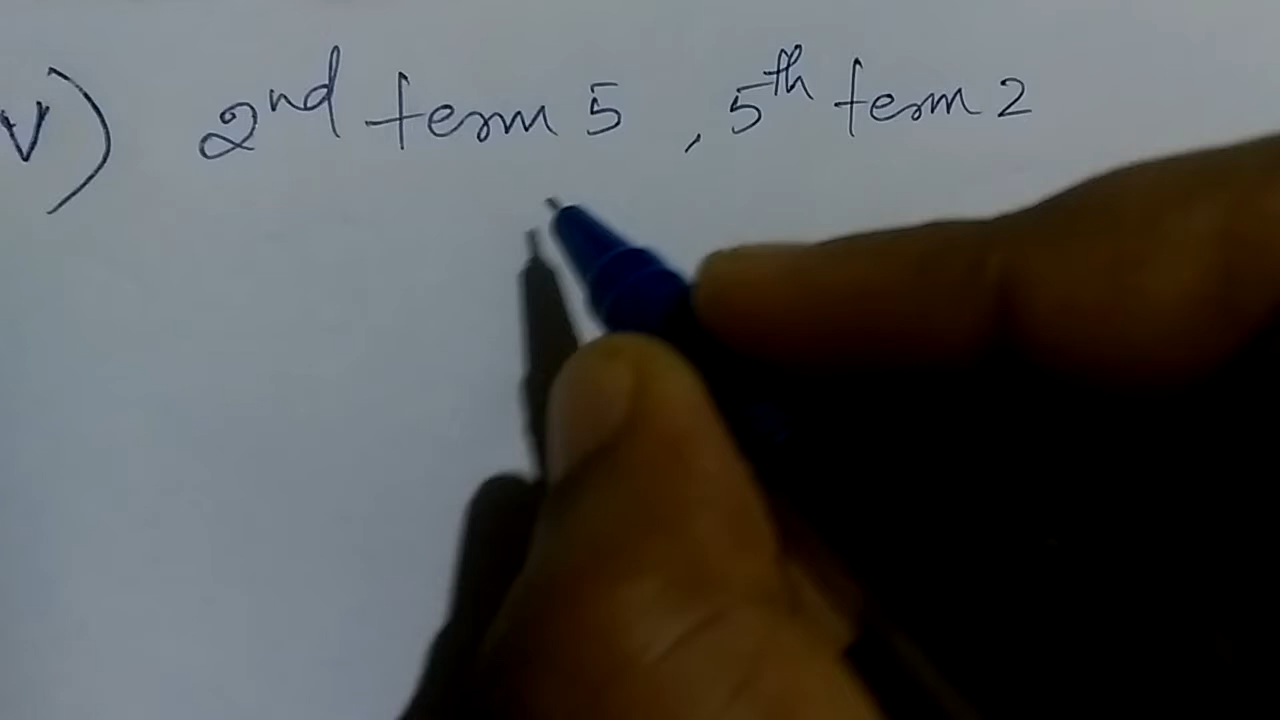 v) 2nd term 5 , 5th term 2